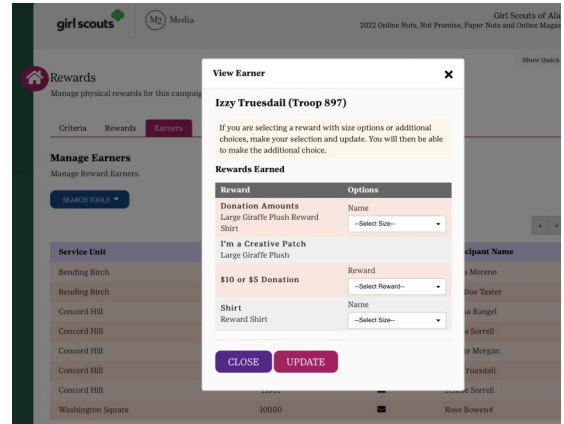 girl scouts
M2 Media
Girl Scouts of Ala
2022 Online Nuts, Nut Promise, Paper Nuts and Online Magaz
Show Quick
Rewards
Manage physical rewards for this campaig
Criteria Rewards Earners
Manage Earners
Manage Reward Earners.
SEARCH TOOLS
View Earner
Izzy Truesdail (Troop 897)
If you are selecting a reward with size options or additional
choices, make your selection and update. You will then be able
to make the additional choice.
Rewards Earned
Reward Options
Donation Amounts
Large Giraffe Plush Reward
Shirt
Name
--Select Size--
I'm a Creative Patch
Large Giraffe Plush
$10 or $5 Donation
Reward
--Select Reward--
Shirt
Reward Shirt
Name
--Select Size--
CLOSE UPDATE
Service Unit cipant Name
Bending Birch Moreno
Bending Birch Doe Tester
Concord Hill Rangel
Concord Hill Sorrell
Concord Hill Morgan
Concord Hill Truesdail
Concord Hill Sorrell
Washington Square 10000 Rose Bowen4